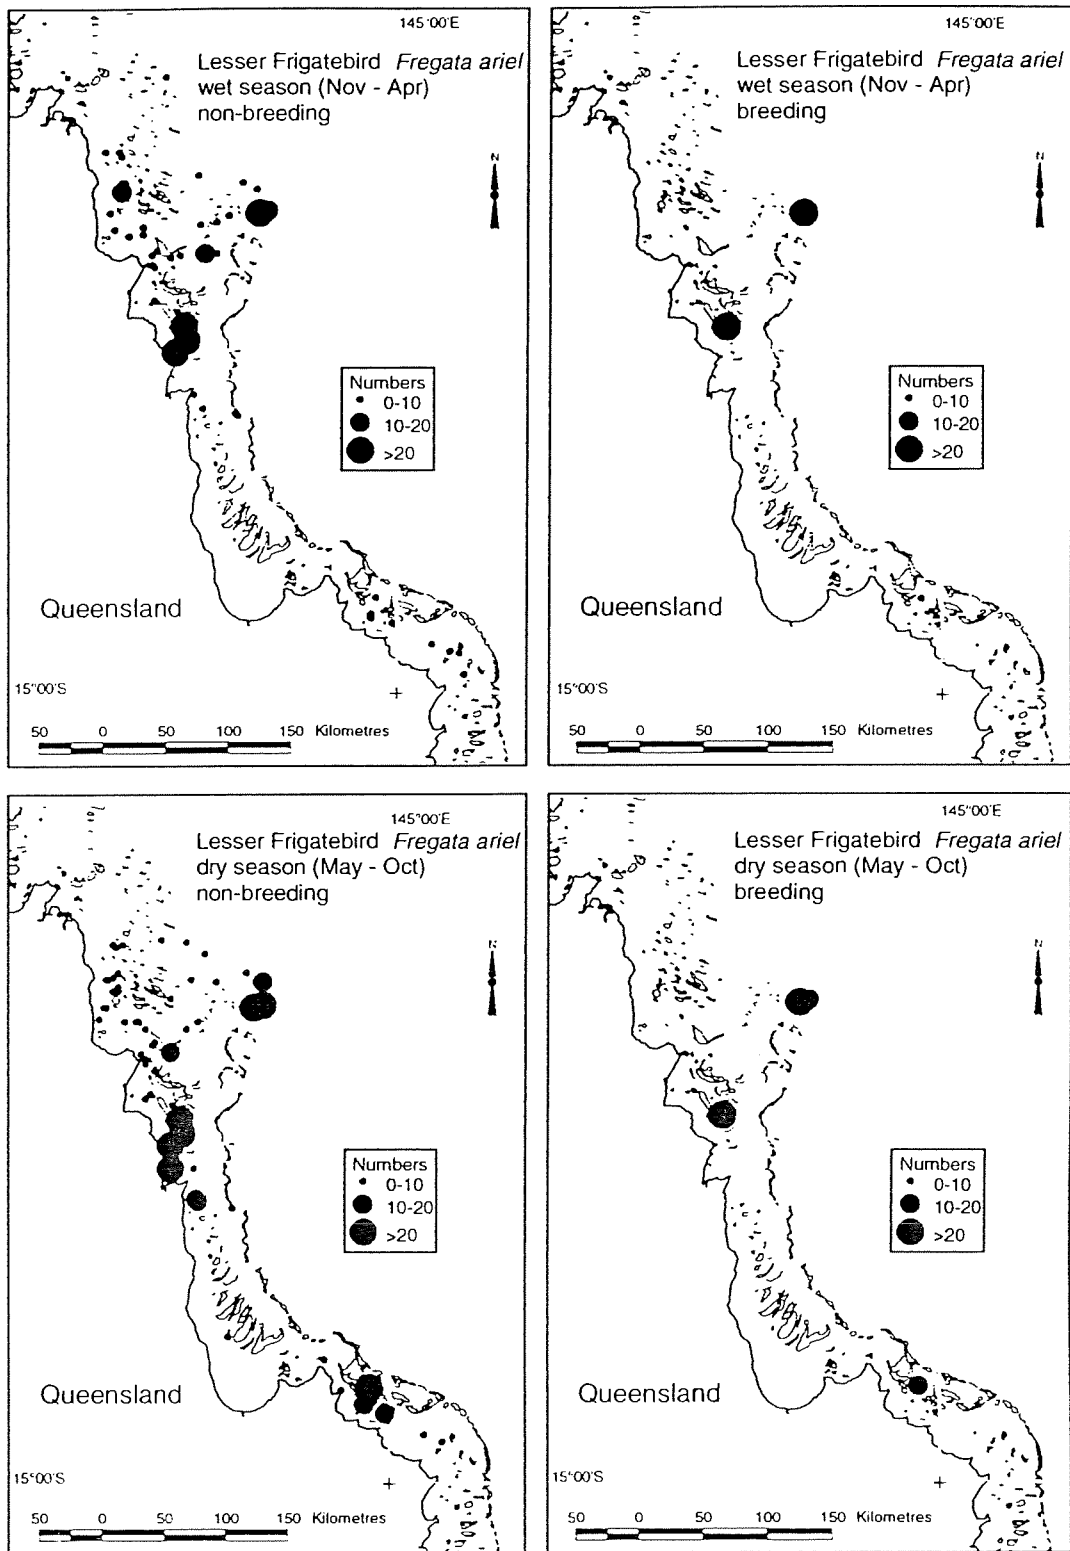 145°00'E
Lesser Frigatebird Fregata ariel
wet season (Nov - Apr)
non-breeding
N
Numbers
0-10
10-20
>20
Queensland
15°00'S
50 0 50 100 150 Kilometres
145°00'E
Lesser Frigatebird Fregata ariel
wet season (Nov - Apr)
breeding
N
Numbers
0-10
10-20
>20
Queensland
15°00'S
50 0 50 100 150 Kilometres
145°00'E
Lesser Frigatebird Fregata ariel
dry season (May - Oct)
non-breeding
N
Numbers
0-10
10-20
>20
Queensland
15°00'S
50 0 50 100 150 Kilometres
145°00'E
Lesser Frigatebird Fregata ariel
dry season (May - Oct)
breeding
N
Numbers
0-10
10-20
>20
Queensland
15°00'S
50 0 50 100 150 Kilometres